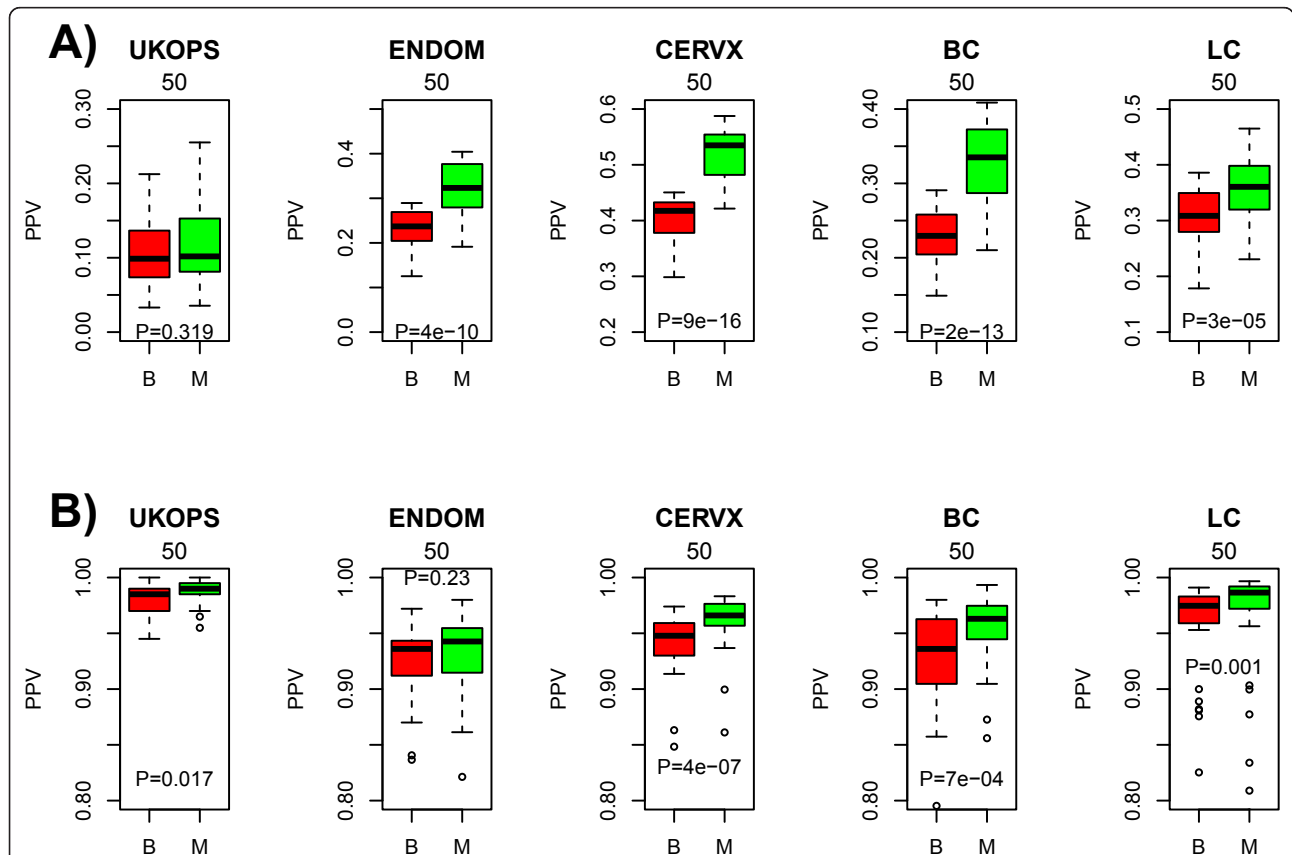 A)
UKOPS ENDOM CERVX BC LC
50 50 50 50 50
PPV 0.00 0.10 0.20 0.30 P=0.319 B M
PPV 0.0 0.2 0.4 P=4e−10 B M
PPV 0.2 0.3 0.4 0.5 0.6 P=9e−16 B M
PPV 0.10 0.20 0.30 0.40 P=2e−13 B M
PPV 0.1 0.2 0.3 0.4 0.5 P=3e−05 B M
B)
UKOPS ENDOM CERVX BC LC
50 50 50 50 50
PPV 0.80 0.90 1.00 P=0.017 B M
PPV 0.80 0.90 1.00 P=0.23 B M
PPV 0.80 0.90 1.00 P=4e−07 B M
PPV 0.80 0.90 1.00 P=7e−04 B M
PPV 0.80 0.90 1.00 P=0.001 B M